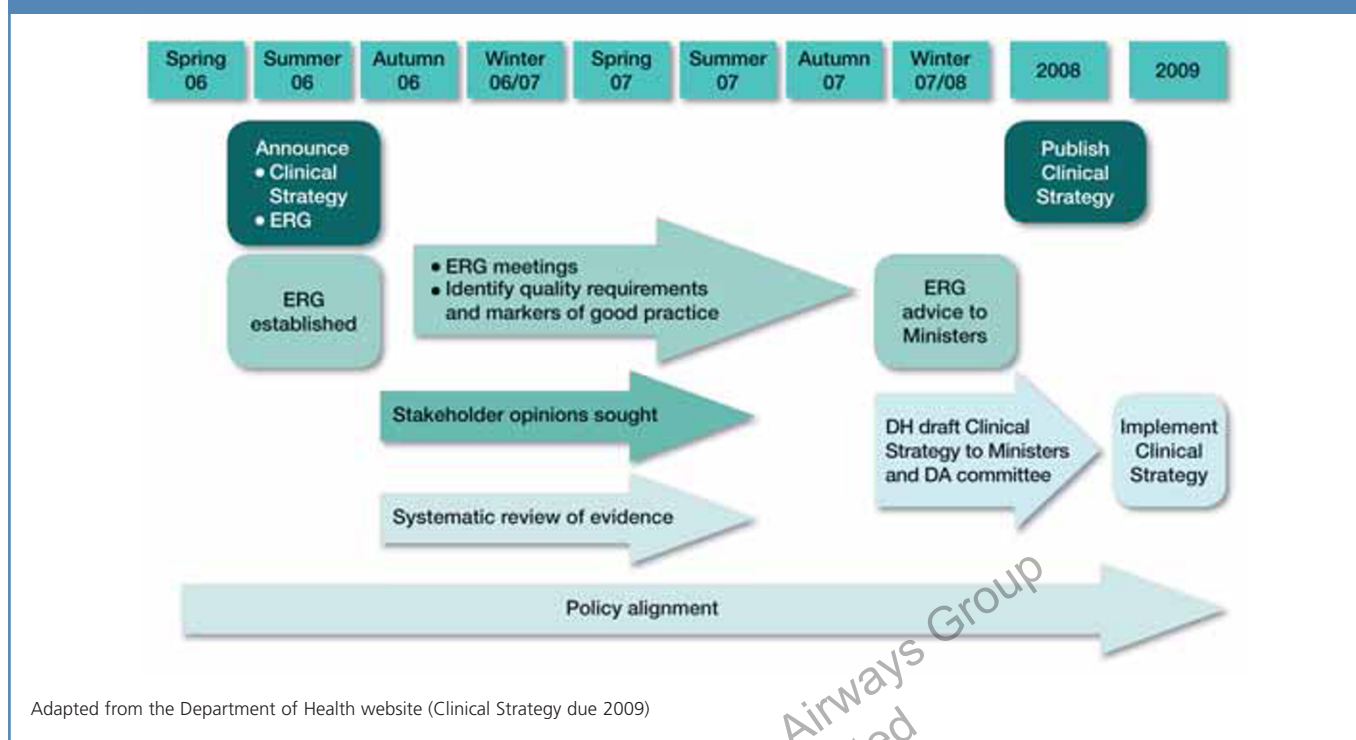 Spring
06
Summer
06
Autumn
06
Winter
06/07
Spring
07
Summer
07
Autumn
07
Winter
07/08
2008
2009
Announce
• Clinical
Strategy
• ERG
Publish
Clinical
Strategy
ERG
established
• ERG meetings
• Identify quality requirements
and markers of good practice
ERG
advice to
Ministers
Stakeholder opinions sought
DH draft Clinical
Strategy to Ministers
and DA committee
Implement
Clinical
Strategy
Systematic review of evidence
Policy alignment
Adapted from the Department of Health website (Clinical Strategy due 2009)
Airways Group